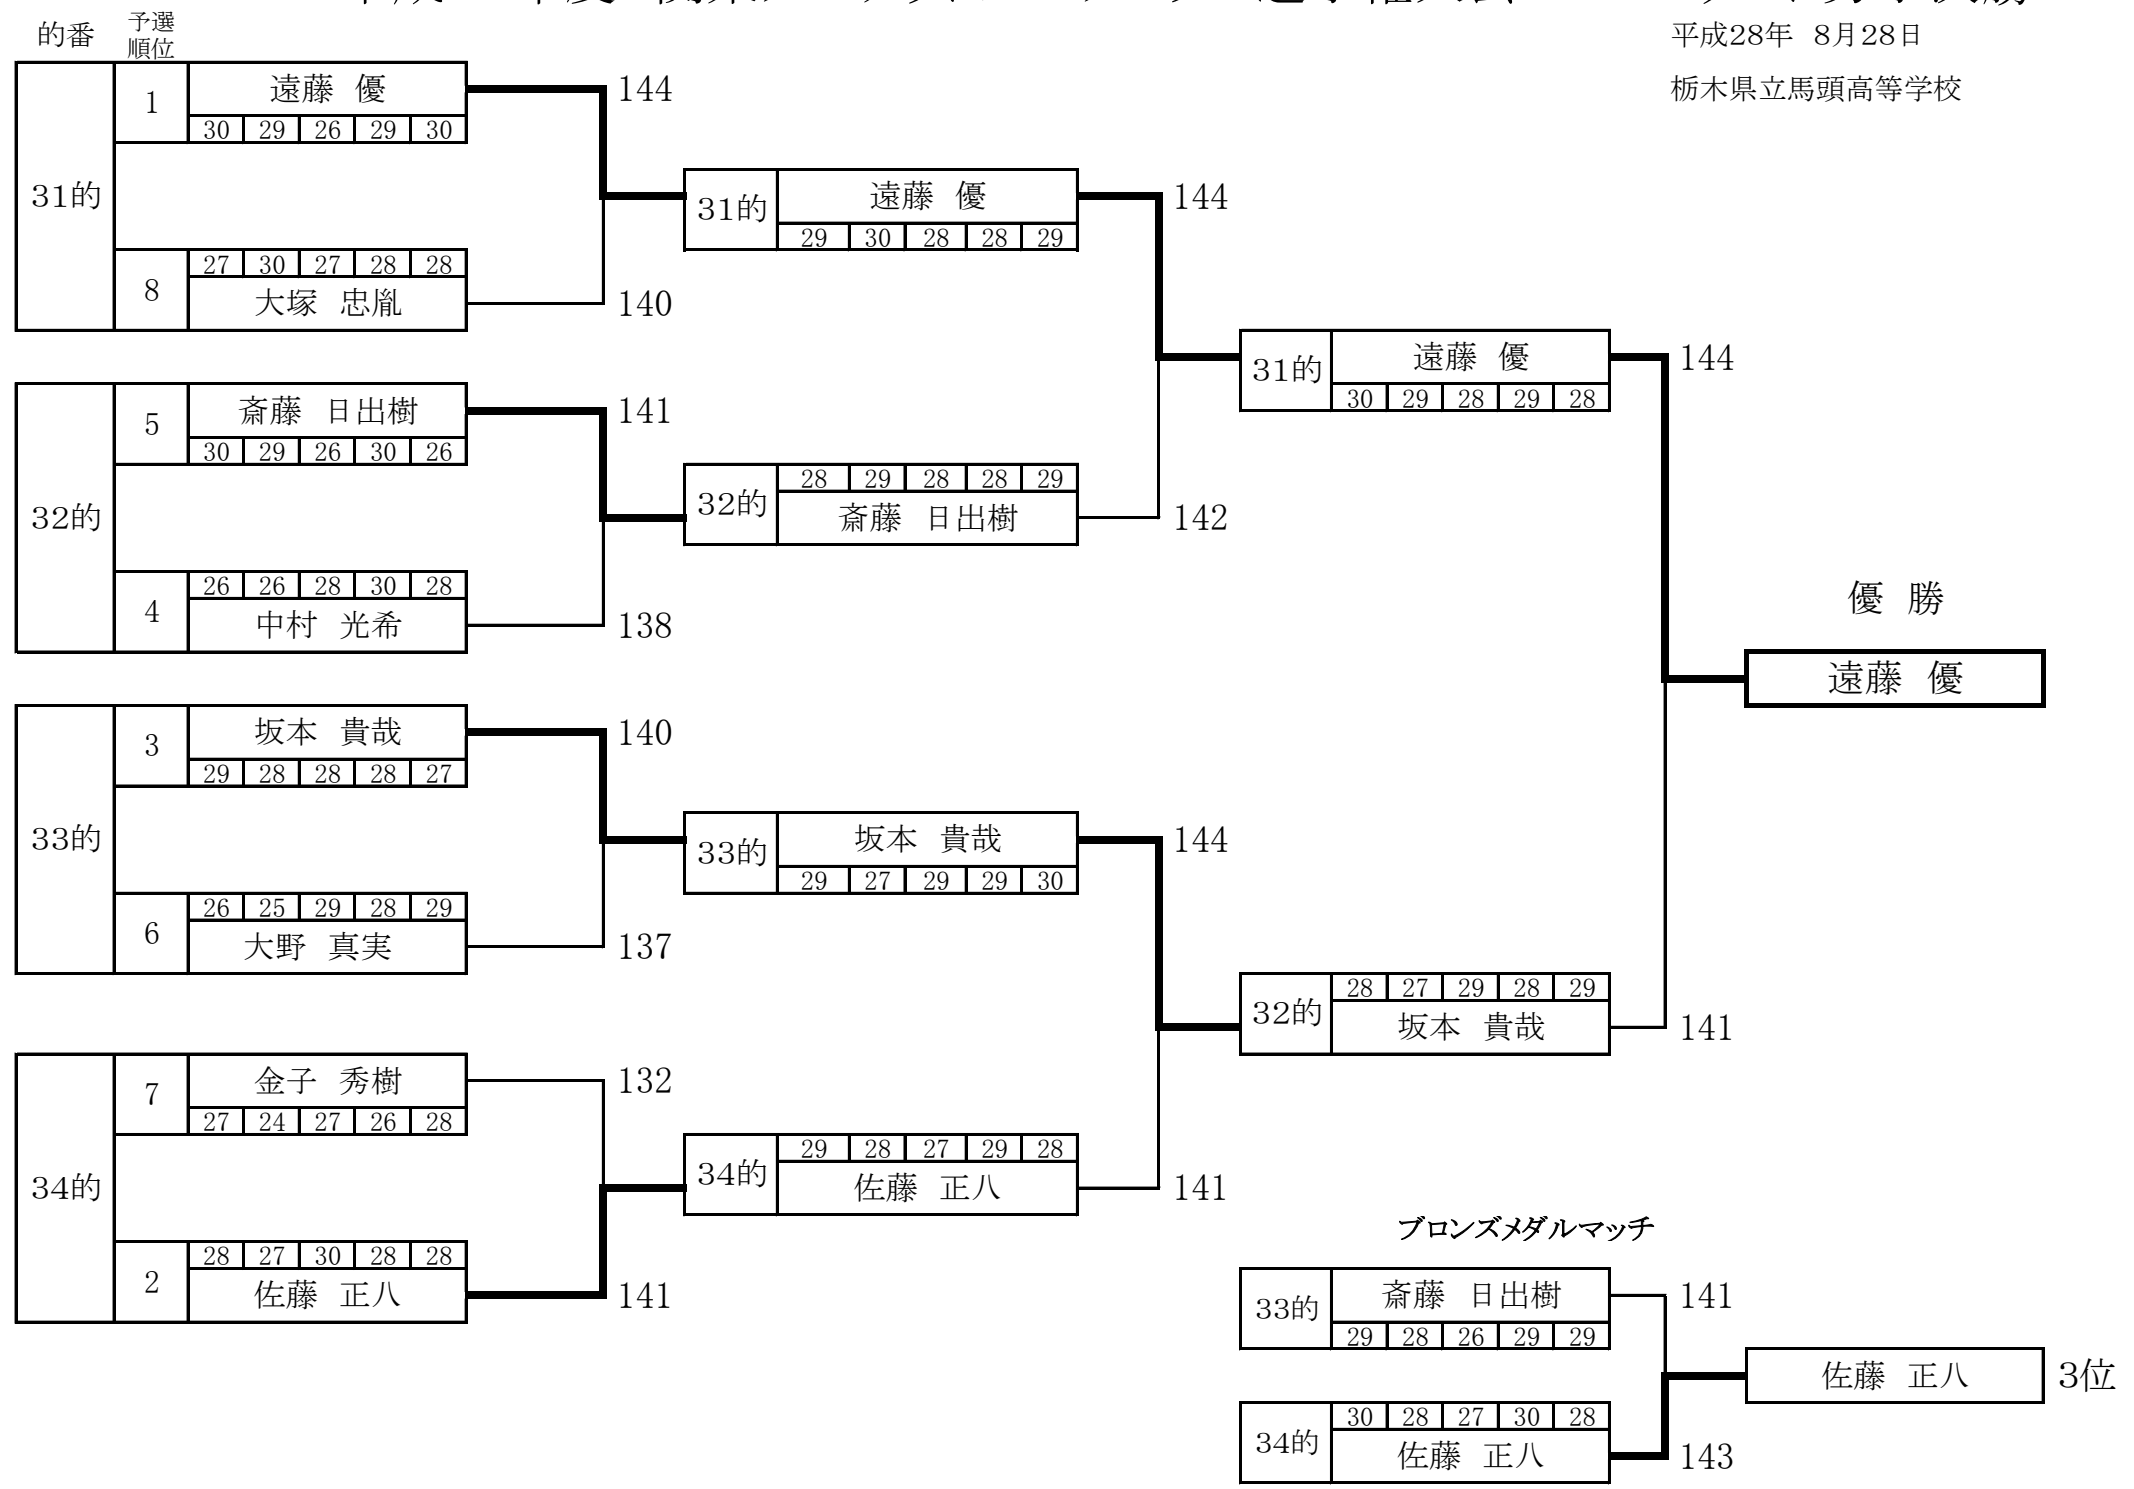 平成28年 8月28日
的番
予選
順位
栃木県立馬頭高等学校
31的
1
遠藤 優
30 29 26 29 30
144
8
27 30 27 28 28
大塚 忠胤
140
32的
5
斎藤 日出樹
30 29 26 30 26
141
4
26 26 28 30 28
中村 光希
138
33的
3
坂本 貴哉
29 28 28 28 27
140
6
26 25 29 28 29
大野 真実
137
34的
7
金子 秀樹
27 24 27 26 28
132
2
28 27 30 28 28
佐藤 正八
141
31的
遠藤 優
29 30 28 28 29
144
32的
28 29 28 28 29
斎藤 日出樹
142
33的
坂本 貴哉
29 27 29 29 30
144
34的
29 28 27 29 28
佐藤 正八
141
31的
遠藤 優
30 29 28 29 28
144
32的
28 27 29 28 29
坂本 貴哉
141
優 勝
遠藤 優
ブロンズメダルマッチ
33的
斎藤 日出樹
29 28 26 29 29
141
34的
30 28 27 30 28
佐藤 正八
143
佐藤 正八
3位